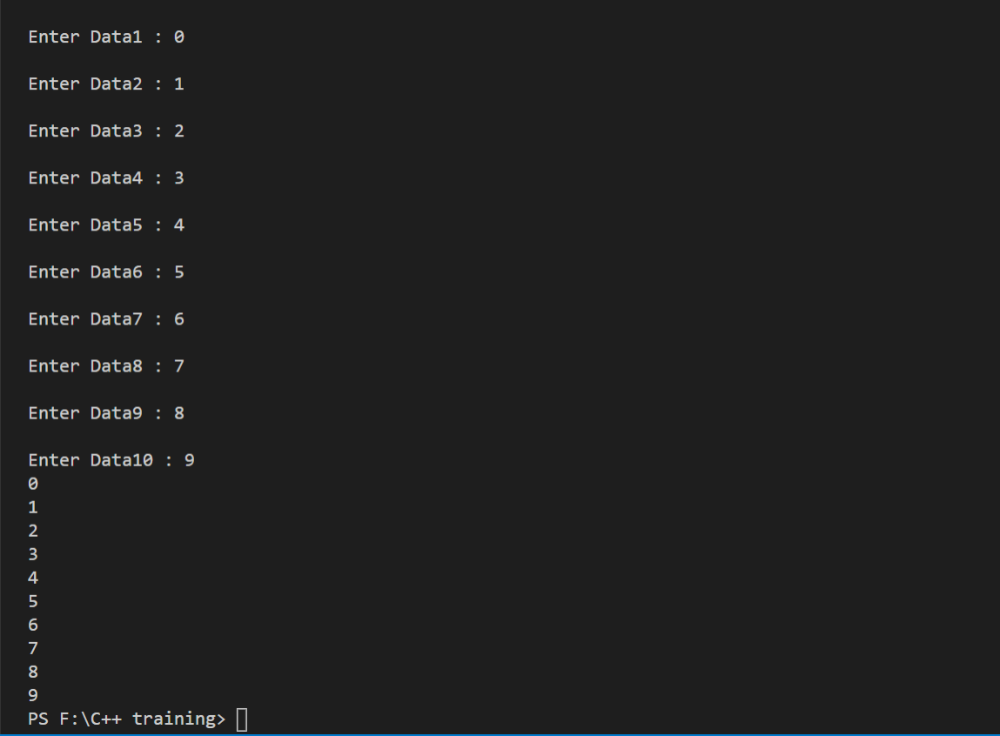 Enter Data1 : 0
Enter Data2 : 1
Enter Data3 : 2
Enter Data4 : 3
Enter Data5 : 4
Enter Data6 : 5
Enter Data7 : 6
Enter Data8 : 7
Enter Data9 : 8
Enter Data10 : 9
0
1
2
3
4
5
6
7
8
9
PS F:\C++ training>